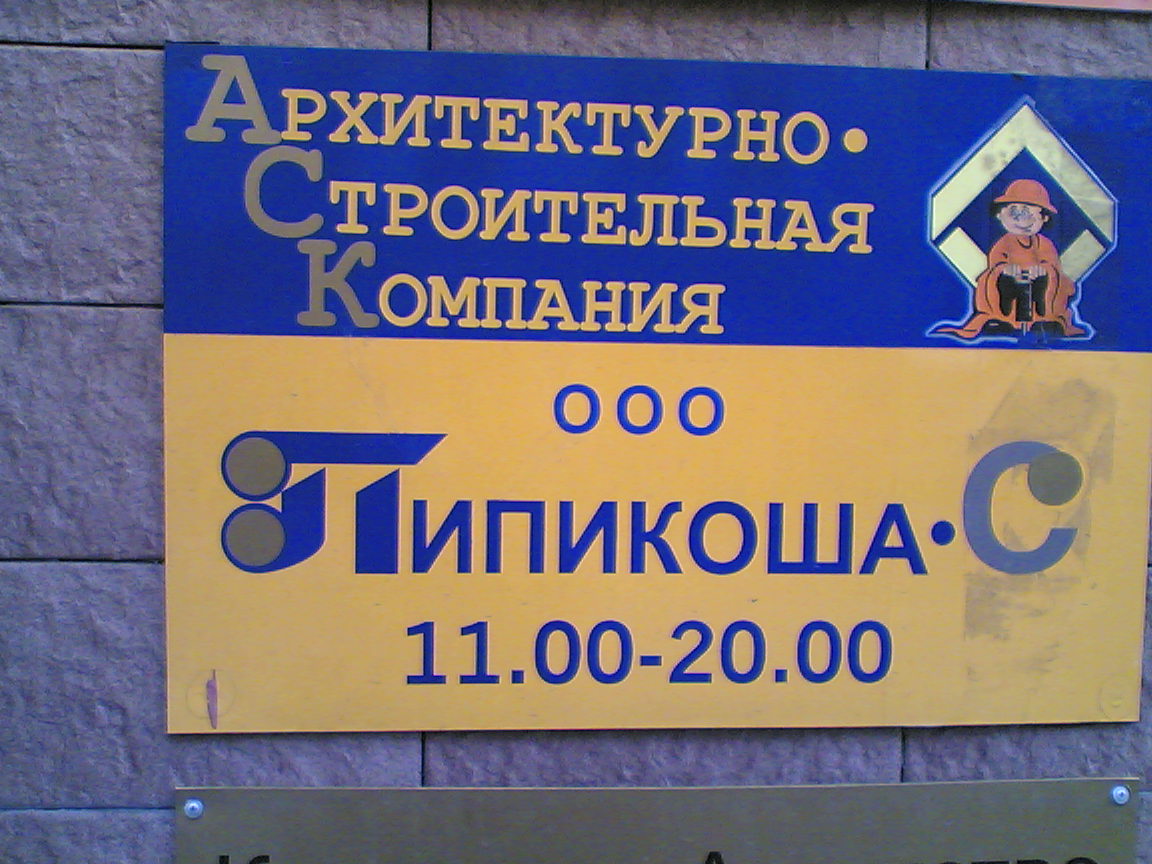 АРХИТЕКТУРНО•
СТРОИТЕЛЬНАЯ
КОМПАНИЯ
ООО
ПИПИКОША•С
11.00-20.00